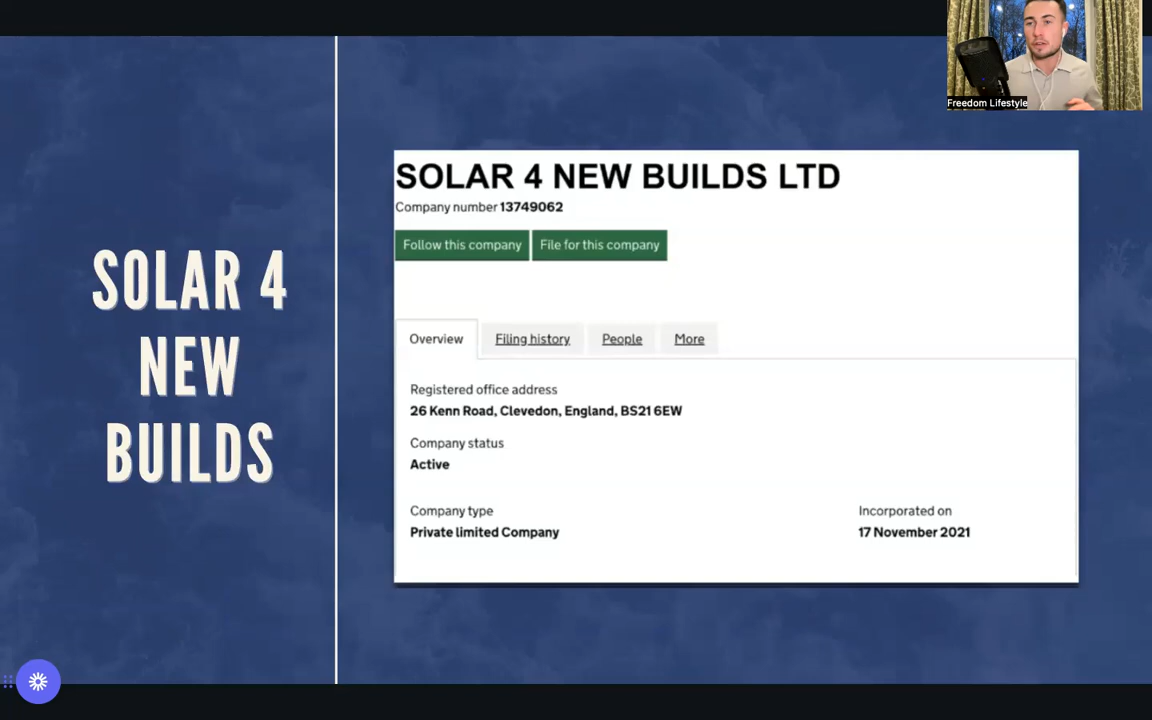 Freedom Lifestyle
SOLAR 4
NEW
BUILDS
SOLAR 4 NEW BUILDS LTD
Company number 13749062
Follow this company File for this company
Overview Filing history People More
Registered office address
26 Kenn Road, Clevedon, England, BS21 6EW
Company status
Active
Company type Incorporated on
Private limited Company 17 November 2021